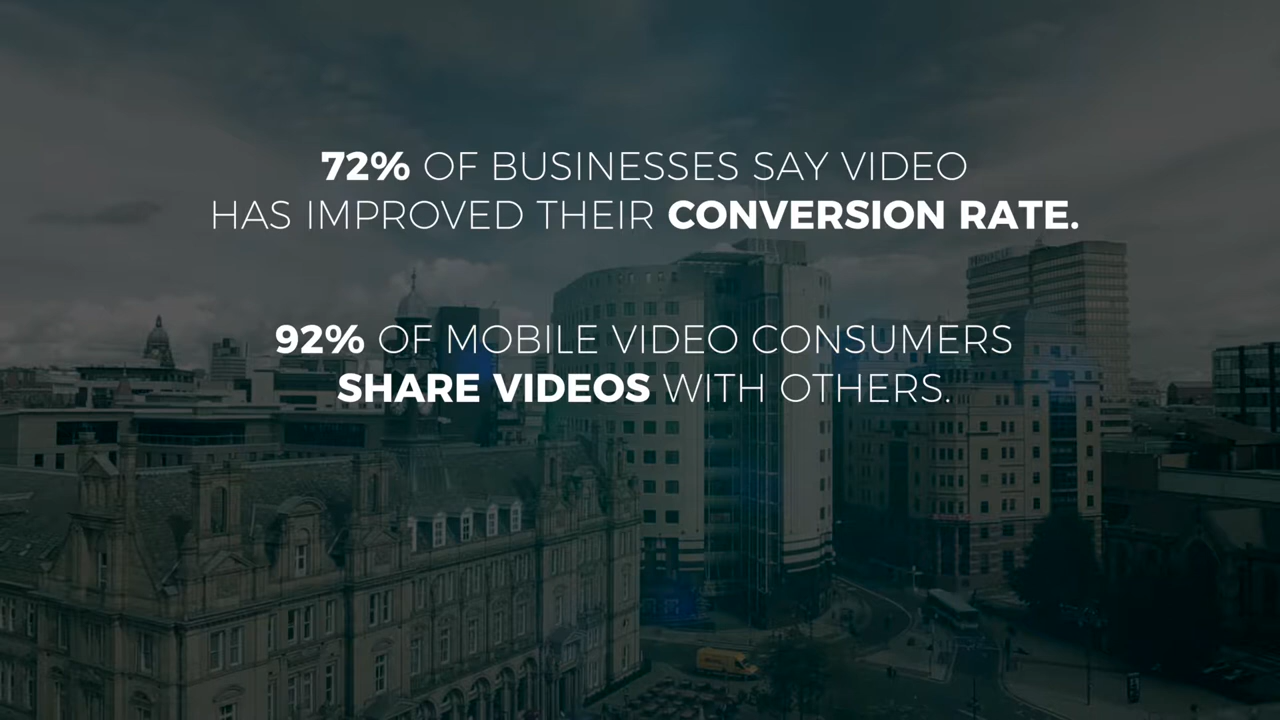 72% OF BUSINESSES SAY VIDEO
HAS IMPROVED THEIR CONVERSION RATE.
92% OF MOBILE VIDEO CONSUMERS
SHARE VIDEOS WITH OTHERS.